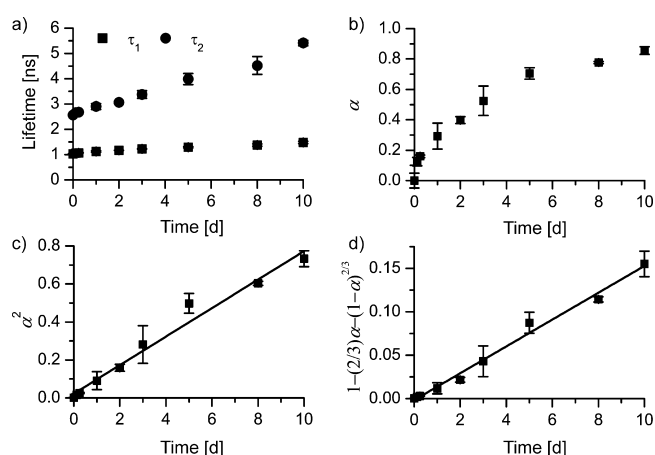 a)
τ₁ τ₂
6
5
4
3
2
1
0
Lifetime [ns]
0 2 4 6 8 10
Time [d]
b)
1.0
0.8
0.6
0.4
0.2
0.0
α
0 2 4 6 8 10
Time [d]
c)
0.8
0.6
0.4
0.2
0.0
α²
0 2 4 6 8 10
Time [d]
d)
0.15
0.10
0.05
0.00
1−(2/3)α−(1−α)^2/3
0 2 4 6 8 10
Time [d]